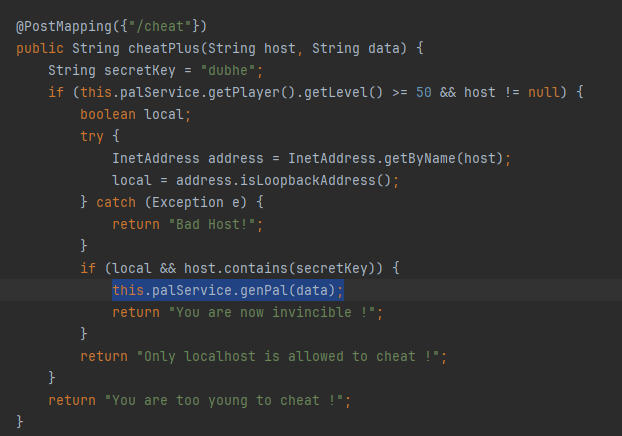 @PostMapping({"/cheat"})
public String cheatPlus(String host, String data) {
    String secretKey = "dubhe";
    if (this.palService.getPlayer().getLevel() >= 50 && host != null) {
        boolean local;
        try {
            InetAddress address = InetAddress.getByName(host);
            local = address.isLoopbackAddress();
        } catch (Exception e) {
            return "Bad Host!";
        }
        if (local && host.contains(secretKey)) {
            this.palService.genPal(data);
            return "You are now invincible !";
        }
        return "Only localhost is allowed to cheat !";
    }
    return "You are too young to cheat !";
}